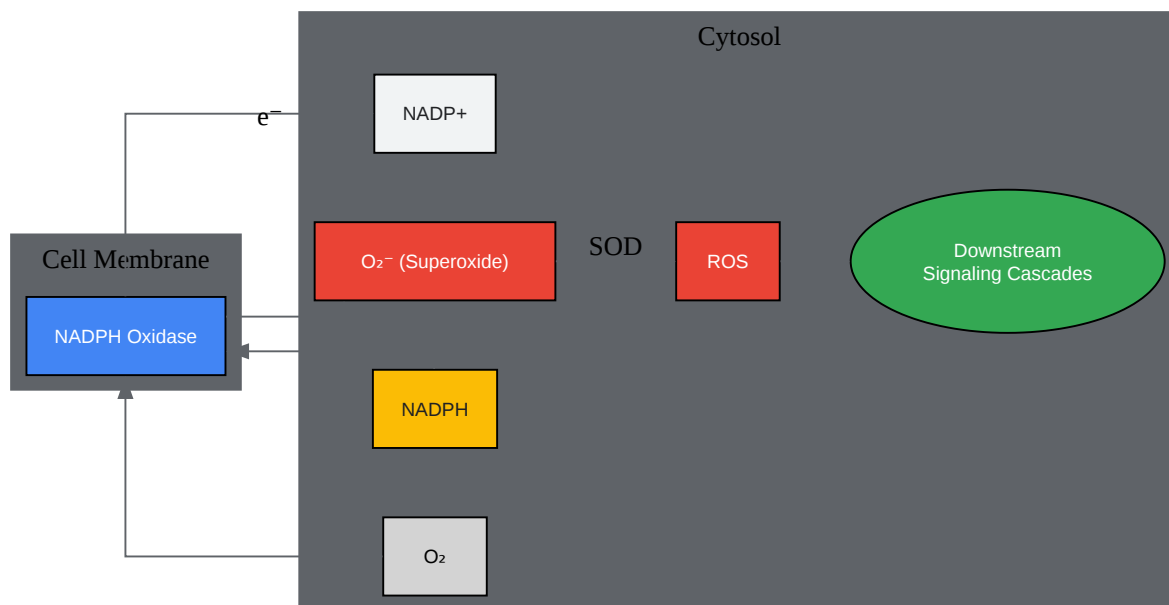 Cytosol
e⁻
NADP+
Cell Membrane
NADPH Oxidase
O₂⁻ (Superoxide)
SOD
ROS
Downstream
Signaling Cascades
NADPH
O₂